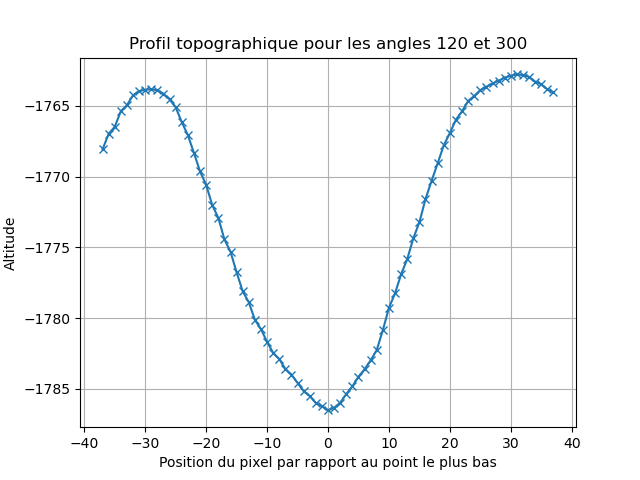 Profil topographique pour les angles 120 et 300
Altitude
−1765
−1770
−1775
−1780
−1785
−40 −30 −20 −10 0 10 20 30 40
Position du pixel par rapport au point le plus bas